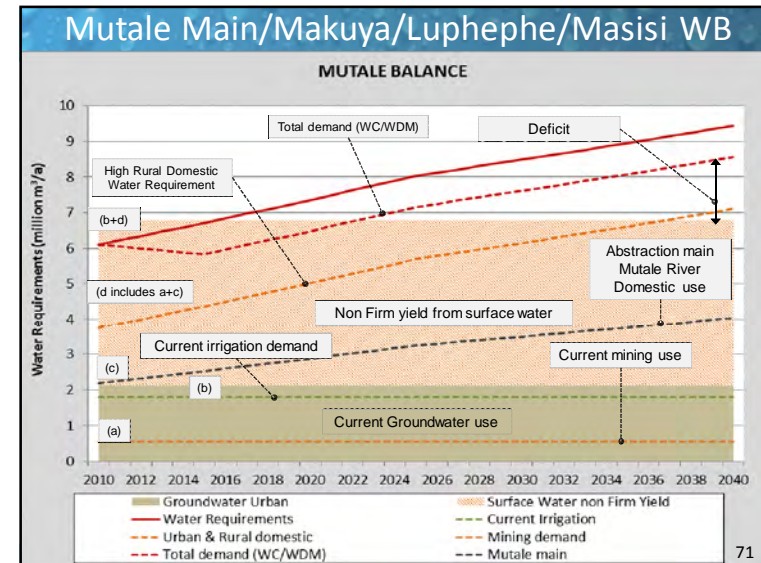 Mutale Main/Makuya/Luphephe/Masisi WB
MUTALE BALANCE
Water Requirements (million m³/a)
10
9
8
7
6
5
4
3
2
1
0
Total demand (WC/WDM)
Deficit
High Rural Domestic
Water Requirement
(b+d)
Abstraction main
Mutale River
Domestic use
(d includes a+c)
Non Firm yield from surface water
Current irrigation demand
Current mining use
(c)
(b)
Current Groundwater use
(a)
2010 2012 2014 2016 2018 2020 2022 2024 2026 2028 2030 2032 2034 2036 2038 2040
Groundwater Urban
Surface Water non Firm Yield
Water Requirements
Current Irrigation
Urban & Rural domestic
Mining demand
Total demand (WC/WDM)
Mutale main
71